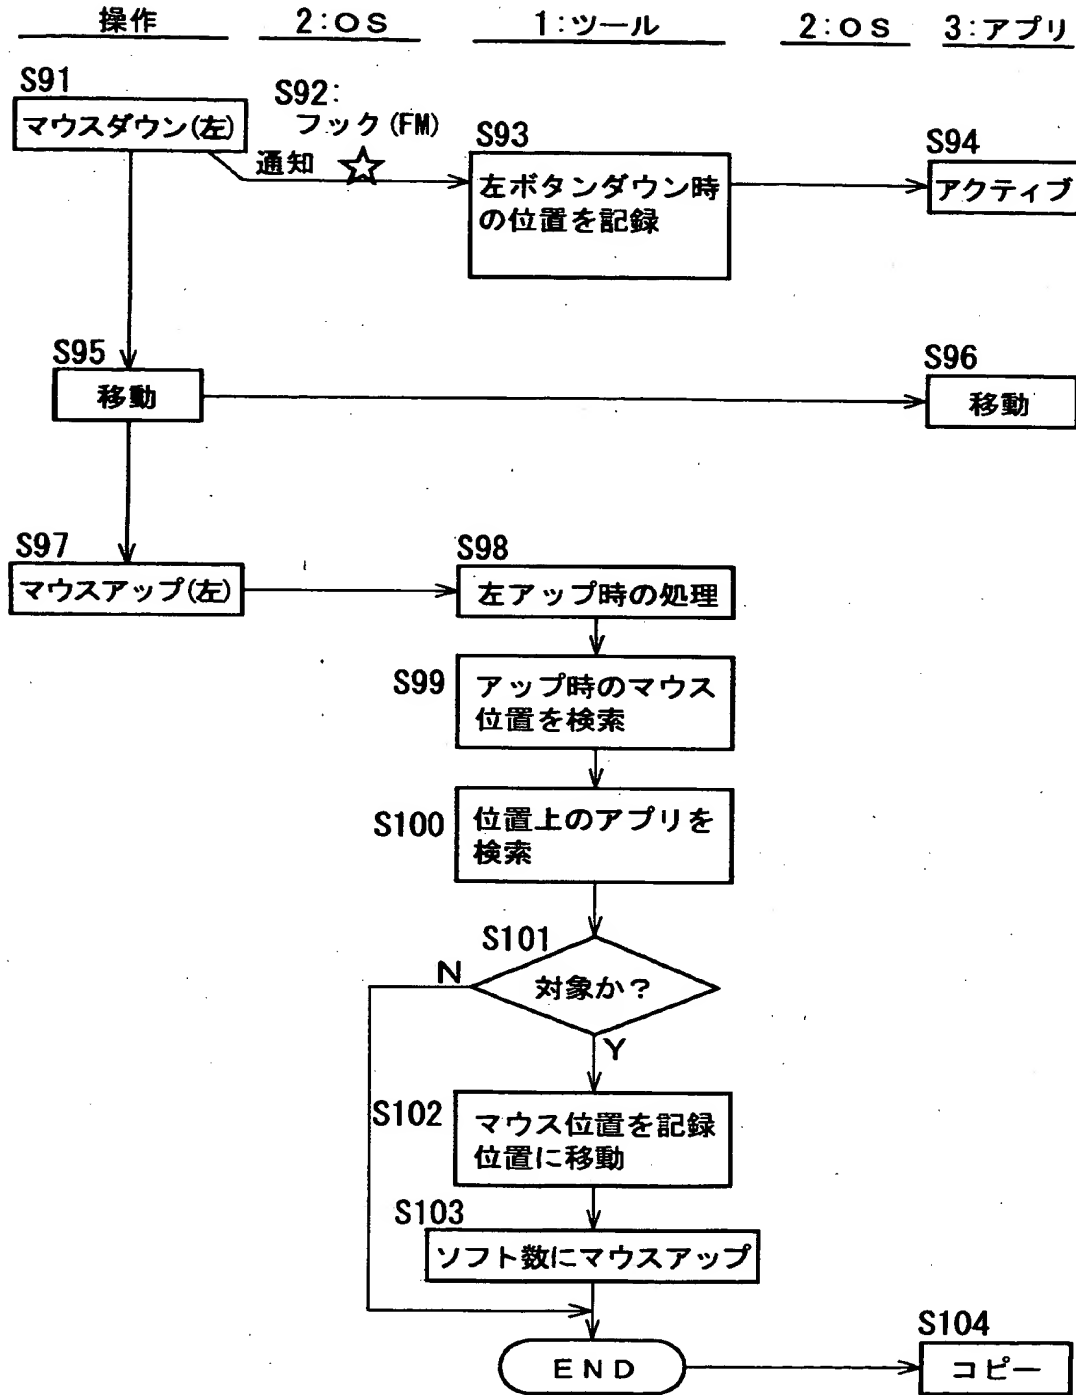 操作 2:OS 1:ツール 2:OS 3:アプリ
S91
マウスダウン(左)
S92:
フック(FM)
通知
S93
左ボタンダウン時
の位置を記録
S94
アクティブ
S95
移動
S96
移動
S97
マウスアップ(左)
S98
左アップ時の処理
S99
アップ時のマウス
位置を検索
S100
位置上のアプリを
検索
S101
対象か?
N
Y
S102
マウス位置を記録
位置に移動
S103
ソフト数にマウスアップ
END
S104
コピー